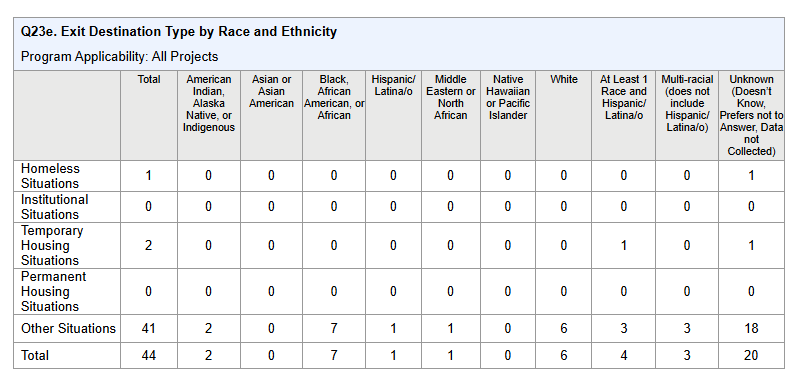 Q23e. Exit Destination Type by Race and Ethnicity
Program Applicability: All Projects
Total
American
Indian,
Alaska
Native, or
Indigenous
Asian or
Asian
American
Black,
African
American, or
African
Hispanic/
Latina/o
Middle
Eastern or
North
African
Native
Hawaiian
or Pacific
Islander
White
At Least 1
Race and
Hispanic/
Latina/o
Multi-racial
(does not
include
Hispanic/
Latina/o)
Unknown
(Doesn't
Know,
Prefers not to
Answer, Data
not
Collected)
Homeless
Situations
1 0 0 0 0 0 0 0 0 0 1
Institutional
Situations
0 0 0 0 0 0 0 0 0 0 0
Temporary
Housing
Situations
2 0 0 0 0 0 0 0 1 0 1
Permanent
Housing
Situations
0 0 0 0 0 0 0 0 0 0 0
Other Situations 41 2 0 7 1 1 0 6 3 3 18
Total 44 2 0 7 1 1 0 6 4 3 20